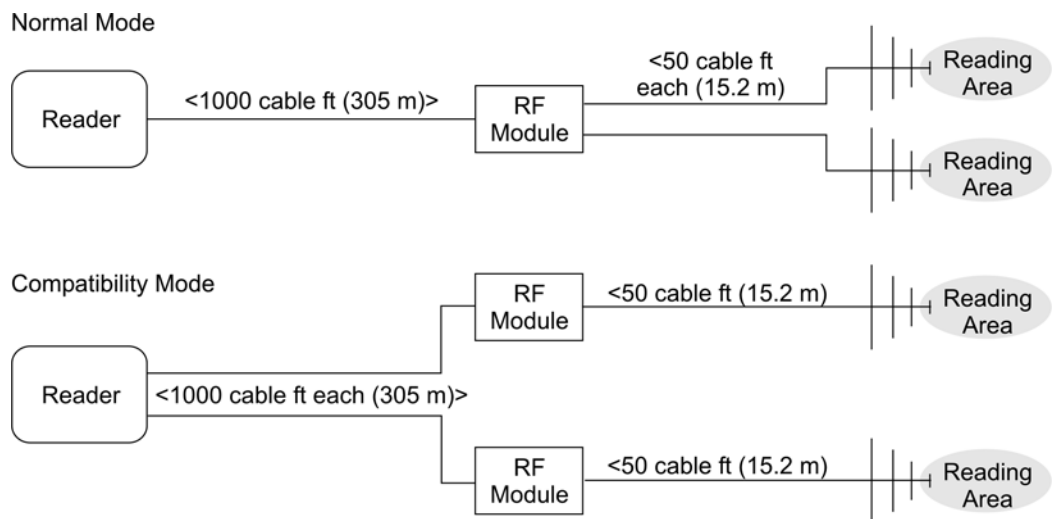 Normal Mode
Reader
<1000 cable ft (305 m)>
RF
Module
<50 cable ft
each (15.2 m)
Reading
Area
Reading
Area
Compatibility Mode
Reader
<1000 cable ft each (305 m)>
RF
Module
<50 cable ft (15.2 m)
Reading
Area
RF
Module
<50 cable ft (15.2 m)
Reading
Area